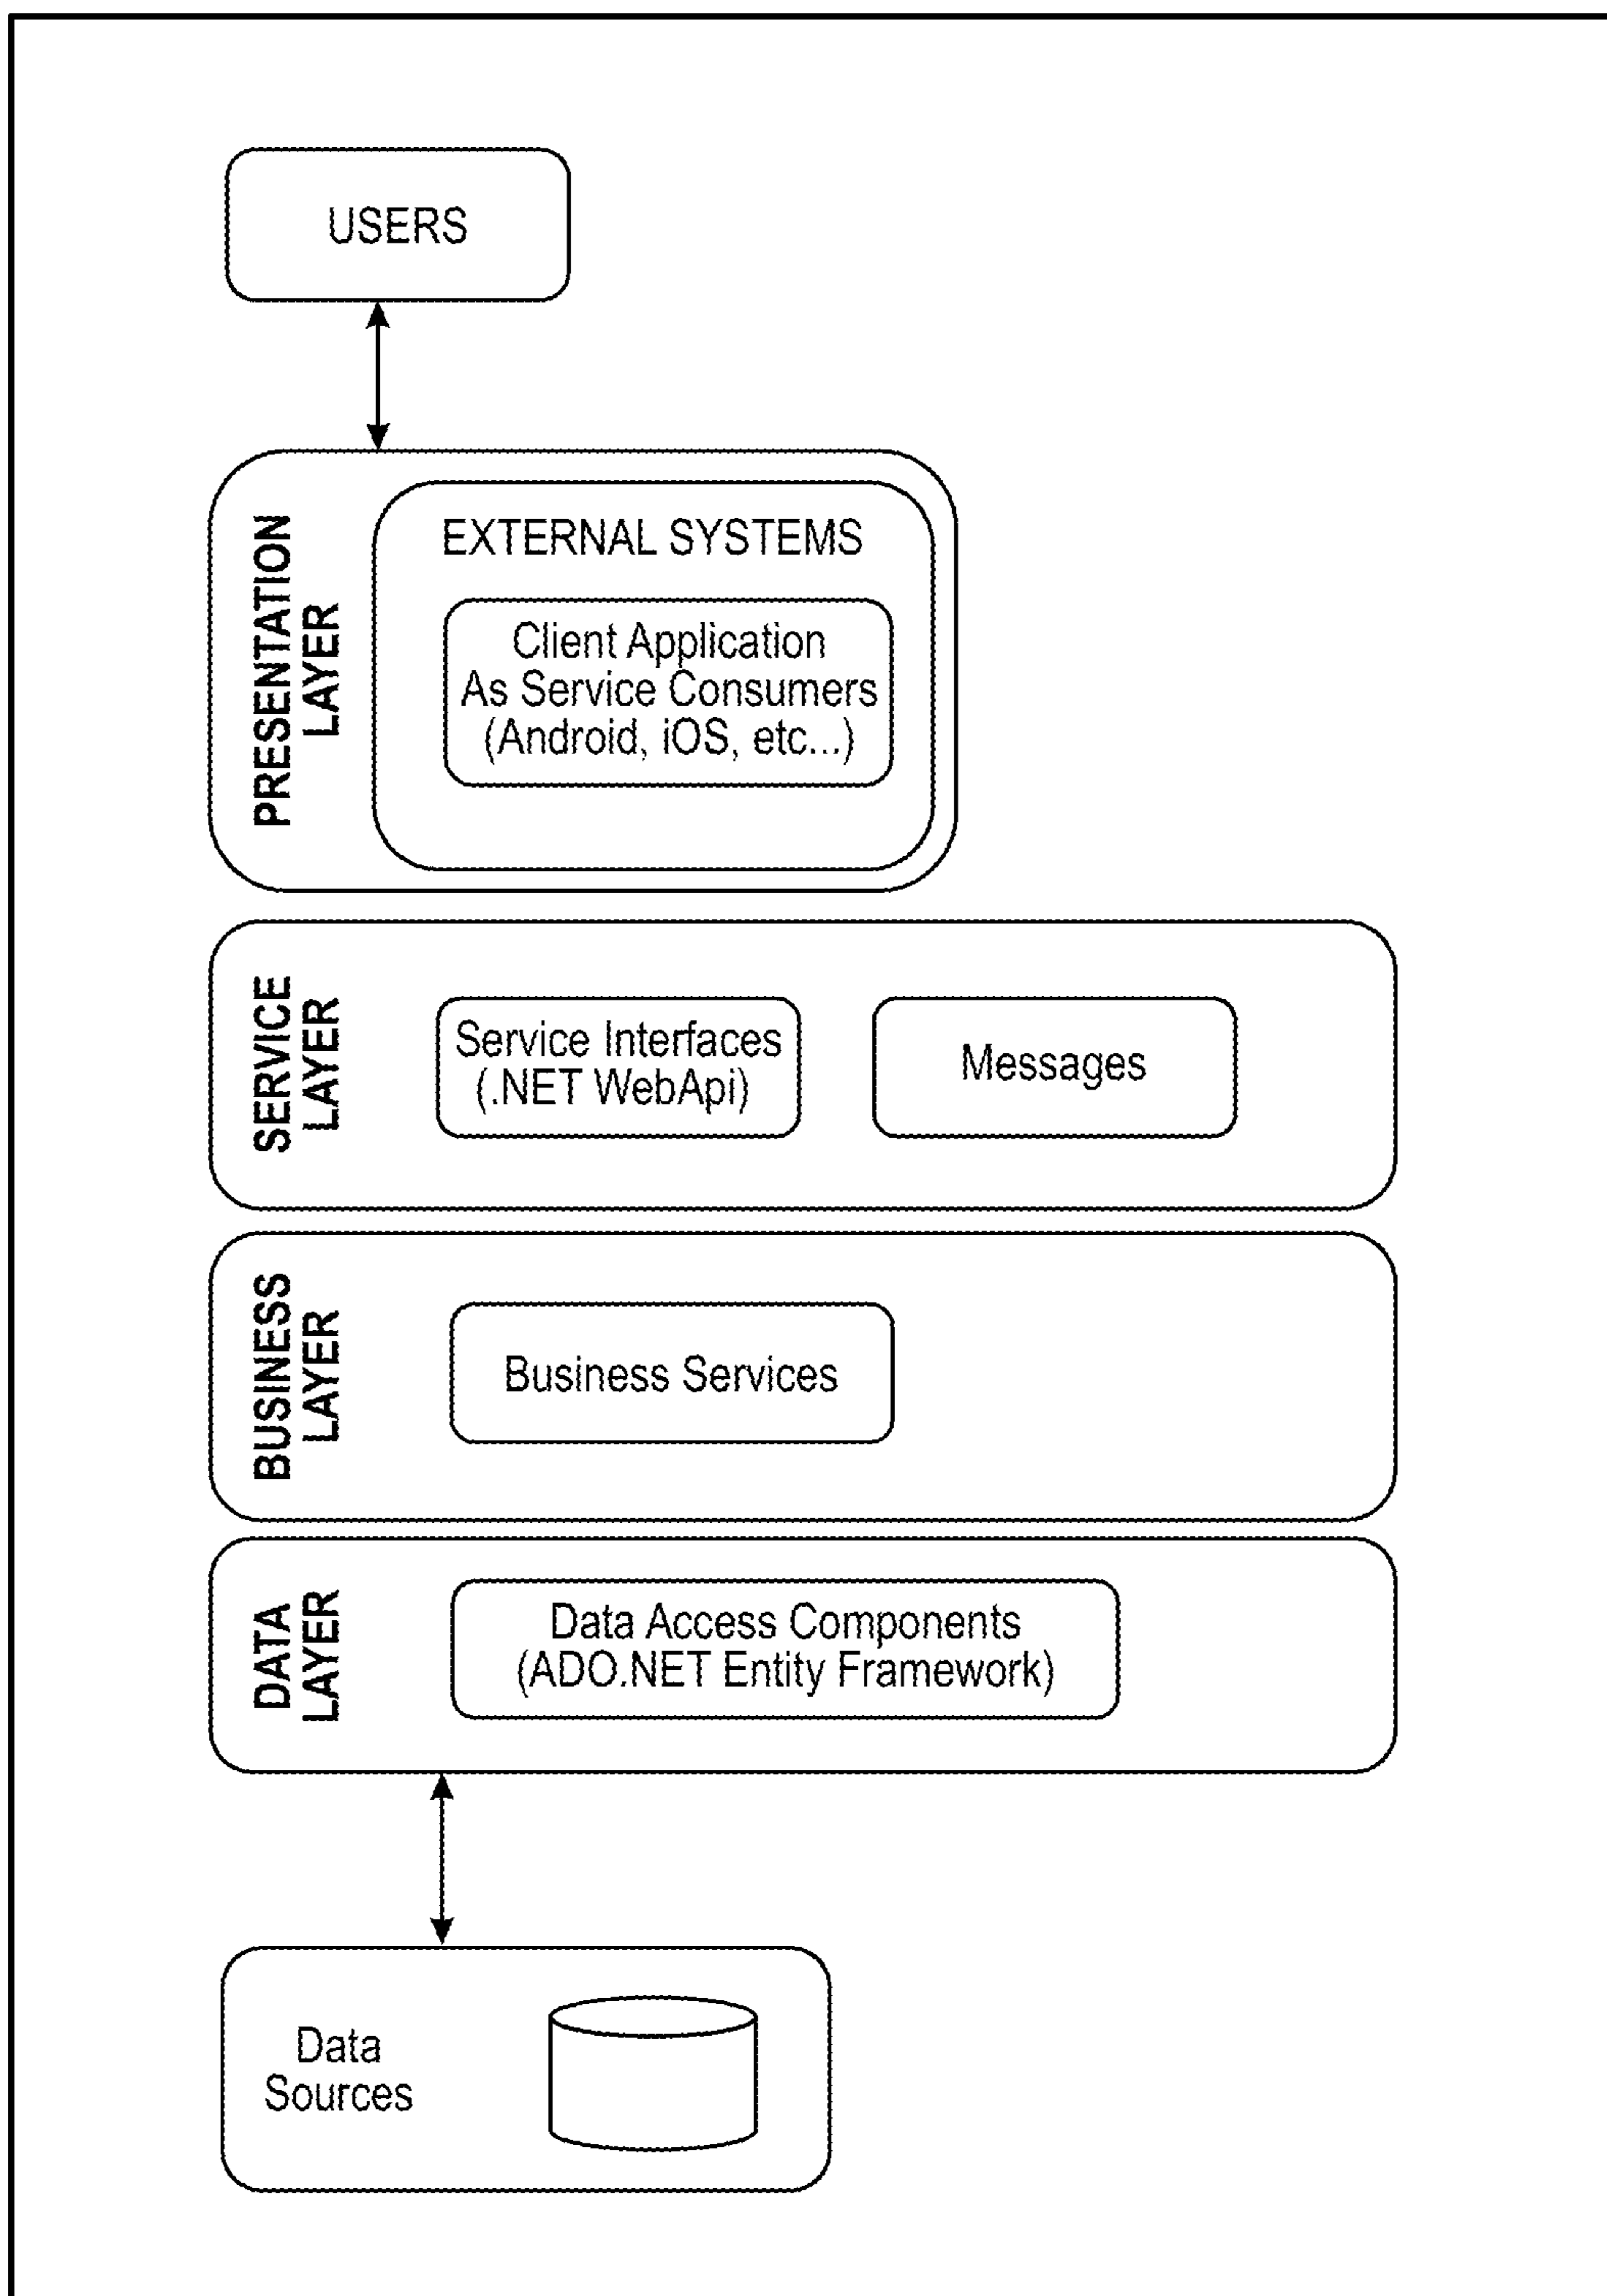 USERS
PRESENTATION
LAYER
EXTERNAL SYSTEMS
Client Application
As Service Consumers
(Android, iOS, etc...)
SERVICE
LAYER
Service Interfaces
(.NET WebApi)
Messages
BUSINESS
LAYER
Business Services
DATA
LAYER
Data Access Components
(ADO.NET Entity Framework)
Data
Sources